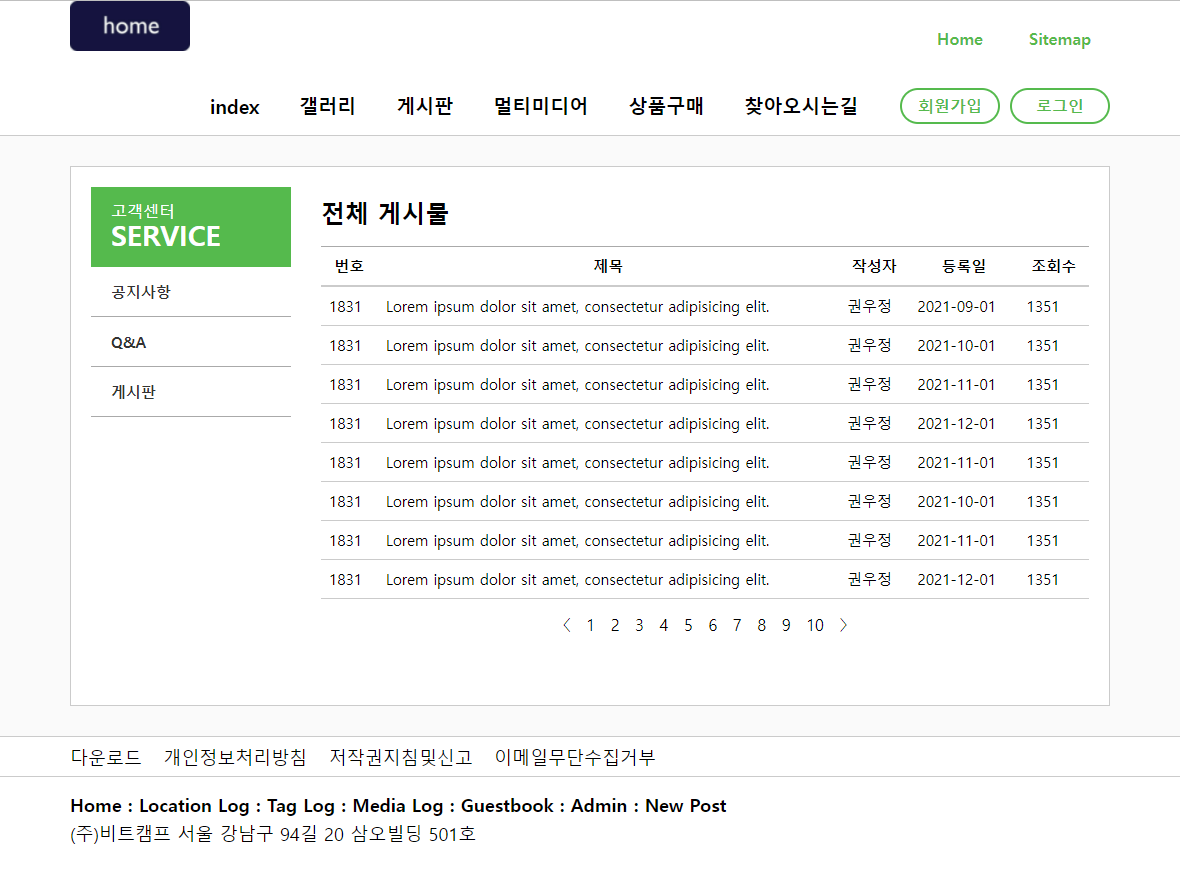 home
Home Sitemap
index 갤러리 게시판 멀티미디어 상품구매 찾아오시는길 회원가입 로그인
고객센터
SERVICE
공지사항
Q&A
게시판
전체 게시물
번호 제목 작성자 등록일 조회수
1831 Lorem ipsum dolor sit amet, consectetur adipisicing elit. 권우정 2021-09-01 1351
1831 Lorem ipsum dolor sit amet, consectetur adipisicing elit. 권우정 2021-10-01 1351
1831 Lorem ipsum dolor sit amet, consectetur adipisicing elit. 권우정 2021-11-01 1351
1831 Lorem ipsum dolor sit amet, consectetur adipisicing elit. 권우정 2021-12-01 1351
1831 Lorem ipsum dolor sit amet, consectetur adipisicing elit. 권우정 2021-11-01 1351
1831 Lorem ipsum dolor sit amet, consectetur adipisicing elit. 권우정 2021-10-01 1351
1831 Lorem ipsum dolor sit amet, consectetur adipisicing elit. 권우정 2021-11-01 1351
1831 Lorem ipsum dolor sit amet, consectetur adipisicing elit. 권우정 2021-12-01 1351
〈 1 2 3 4 5 6 7 8 9 10 〉
다운로드 개인정보처리방침 저작권지침및신고 이메일무단수집거부
Home : Location Log : Tag Log : Media Log : Guestbook : Admin : New Post
(주)비트캠프 서울 강남구 94길 20 삼오빌딩 501호